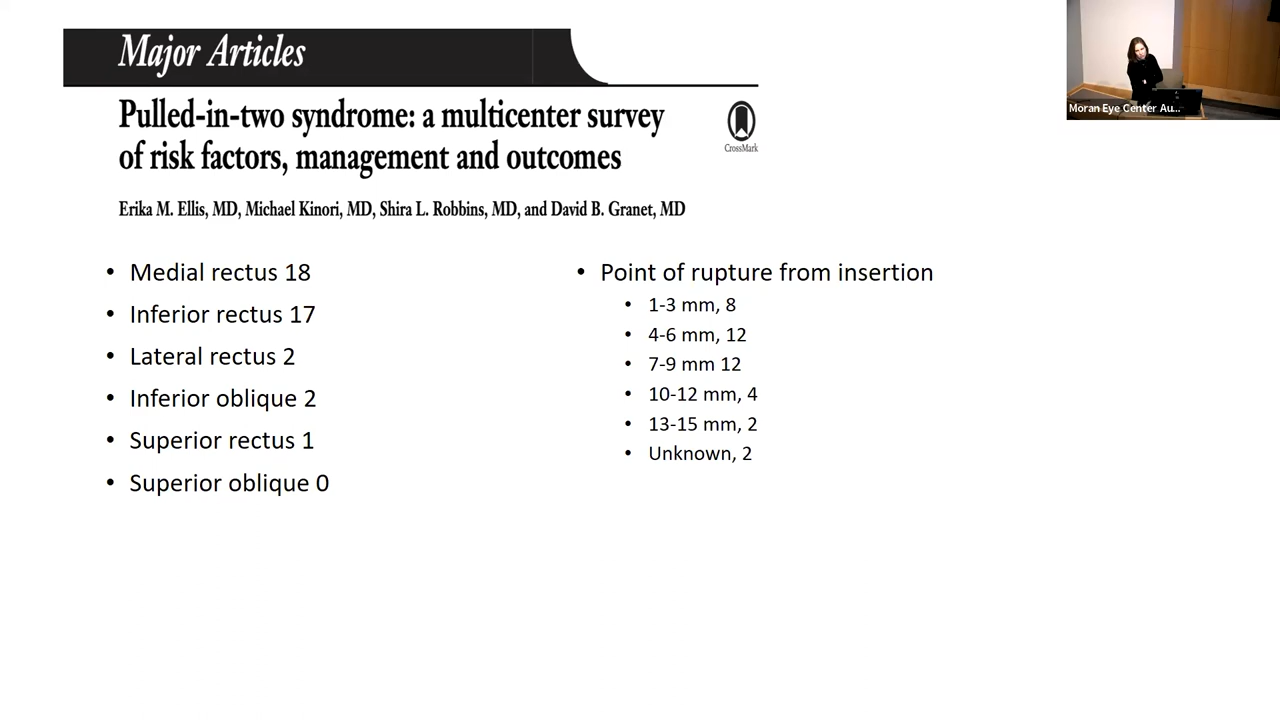 Major Articles
Pulled-in-two syndrome: a multicenter survey
of risk factors, management and outcomes
CrossMark
Erika M. Ellis, MD, Michael Kinori, MD, Shira L. Robbins, MD, and David B. Granet, MD
• Medial rectus 18
• Inferior rectus 17
• Lateral rectus 2
• Inferior oblique 2
• Superior rectus 1
• Superior oblique 0
• Point of rupture from insertion
• 1-3 mm, 8
• 4-6 mm, 12
• 7-9 mm 12
• 10-12 mm, 4
• 13-15 mm, 2
• Unknown, 2
Moran Eye Center Au...